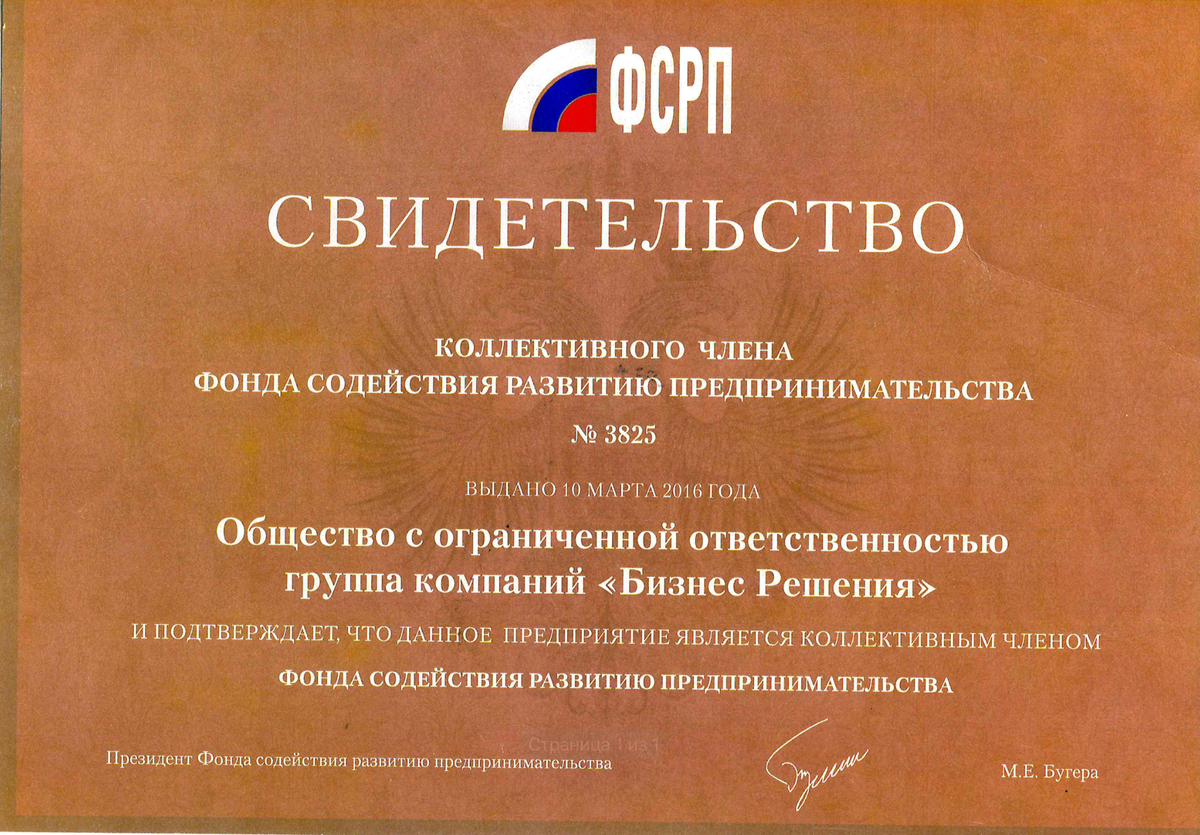 ФСРП
СВИДЕТЕЛЬСТВО
КОЛЛЕКТИВНОГО ЧЛЕНА
ФОНДА СОДЕЙСТВИЯ РАЗВИТИЮ ПРЕДПРИНИМАТЕЛЬСТВА
№ 3825
ВЫДАНО 10 МАРТА 2016 ГОДА
Общество с ограниченной ответственностью
группа компаний «Бизнес Решения»
И ПОДТВЕРЖДАЕТ, ЧТО ДАННОЕ ПРЕДПРИЯТИЕ ЯВЛЯЕТСЯ КОЛЛЕКТИВНЫМ ЧЛЕНОМ
ФОНДА СОДЕЙСТВИЯ РАЗВИТИЮ ПРЕДПРИНИМАТЕЛЬСТВА
Страница 1 из 1
Президент Фонда содействия развитию предпринимательства
М.Е. Бугера